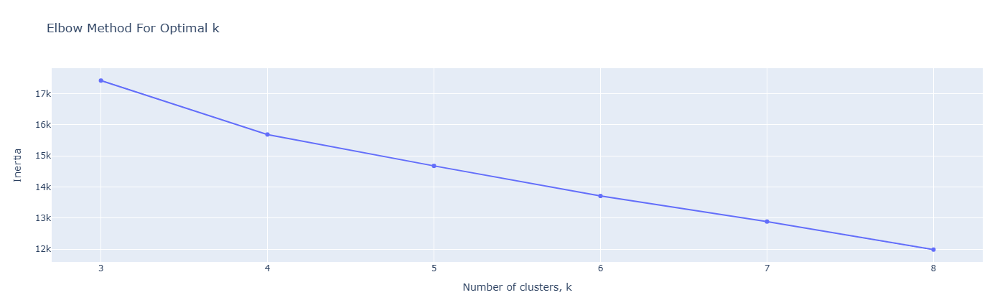 Elbow Method For Optimal k
17k
16k
15k
14k
13k
12k
Inertia
3 4 5 6 7 8
Number of clusters, k